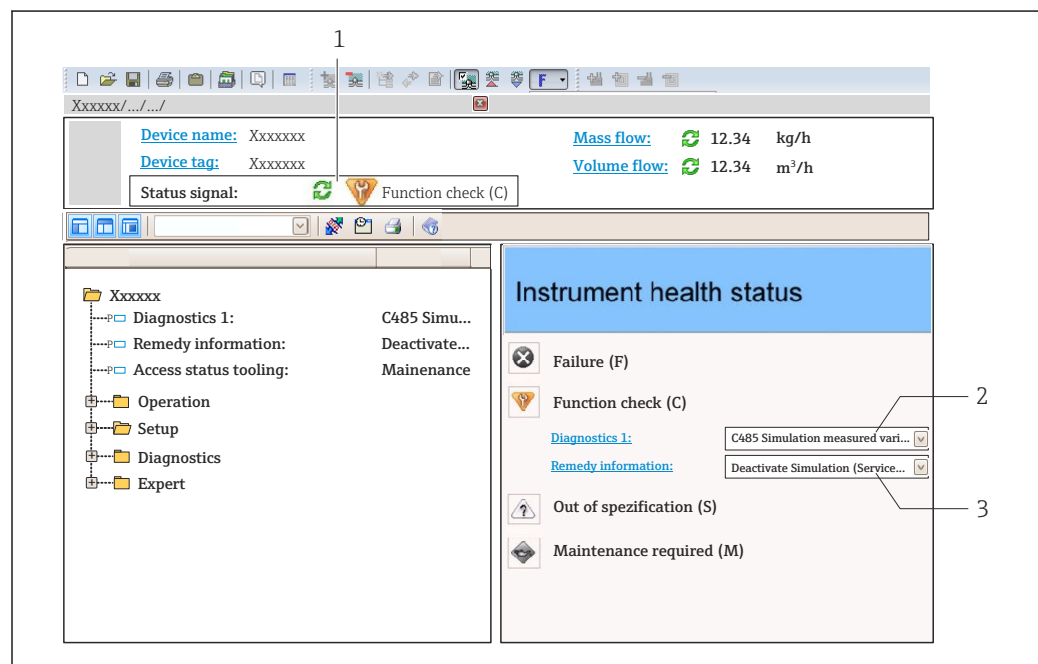 1
F
Xxxxxx/.../.../
Device name: Xxxxxxx
Mass flow: 12.34 kg/h
Device tag: Xxxxxxx
Volume flow: 12.34 m³/h
Status signal: Function check (C)
Xxxxxx
Diagnostics 1: C485 Simu...
Remedy information: Deactivate...
Access status tooling: Mainenance
Operation
Setup
Diagnostics
Expert
Instrument health status
Failure (F)
Function check (C)
2
Diagnostics 1: C485 Simulation measured vari...
Remedy information: Deactivate Simulation (Service...
3
Out of spezification (S)
Maintenance required (M)